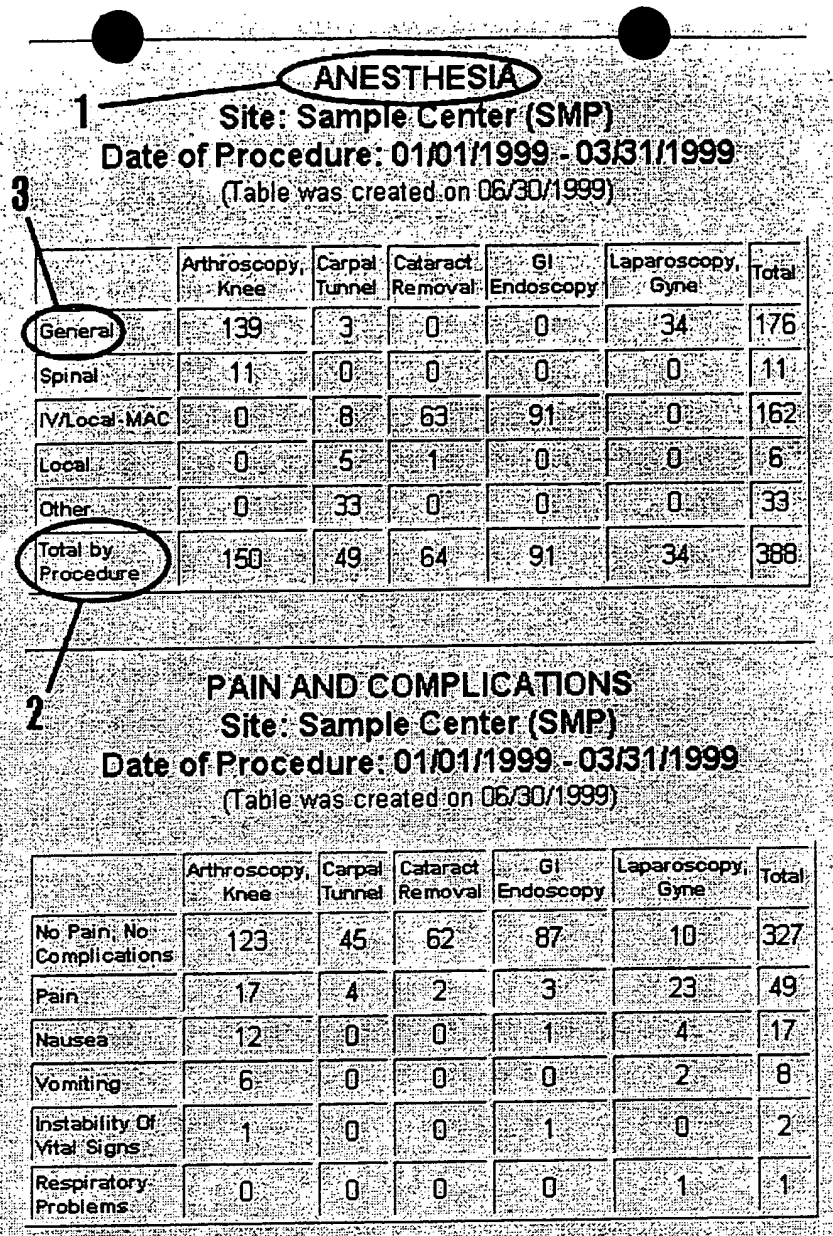 ANESTHESIA
1
Site: Sample Center (SMP)
Date of Procedure: 01/01/1999 - 03/31/1999
(Table was created on 06/30/1999)
3
Arthroscopy, Knee Carpal Tunnel Cataract Removal GI Endoscopy Laparoscopy, Gyne Total
General 139 3 0 0 34 176
Spinal 11 0 0 0 0 11
IV/Local-MAC 0 8 63 91 0 162
Local 0 5 1 0 0 6
Other 0 33 0 0 0 33
Total by Procedure 150 49 64 91 34 388
2
PAIN AND COMPLICATIONS
Site: Sample Center (SMP)
Date of Procedure: 01/01/1999 - 03/31/1999
(Table was created on 06/30/1999)
Arthroscopy, Knee Carpal Tunnel Cataract Removal GI Endoscopy Laparoscopy, Gyne Total
No Pain, No Complications 123 45 62 87 10 327
Pain 17 4 2 3 23 49
Nausea 12 0 0 1 4 17
Vomiting 6 0 0 0 2 8
Instability Of Vital Signs 1 0 0 1 0 2
Respiratory Problems 0 0 0 0 1 1